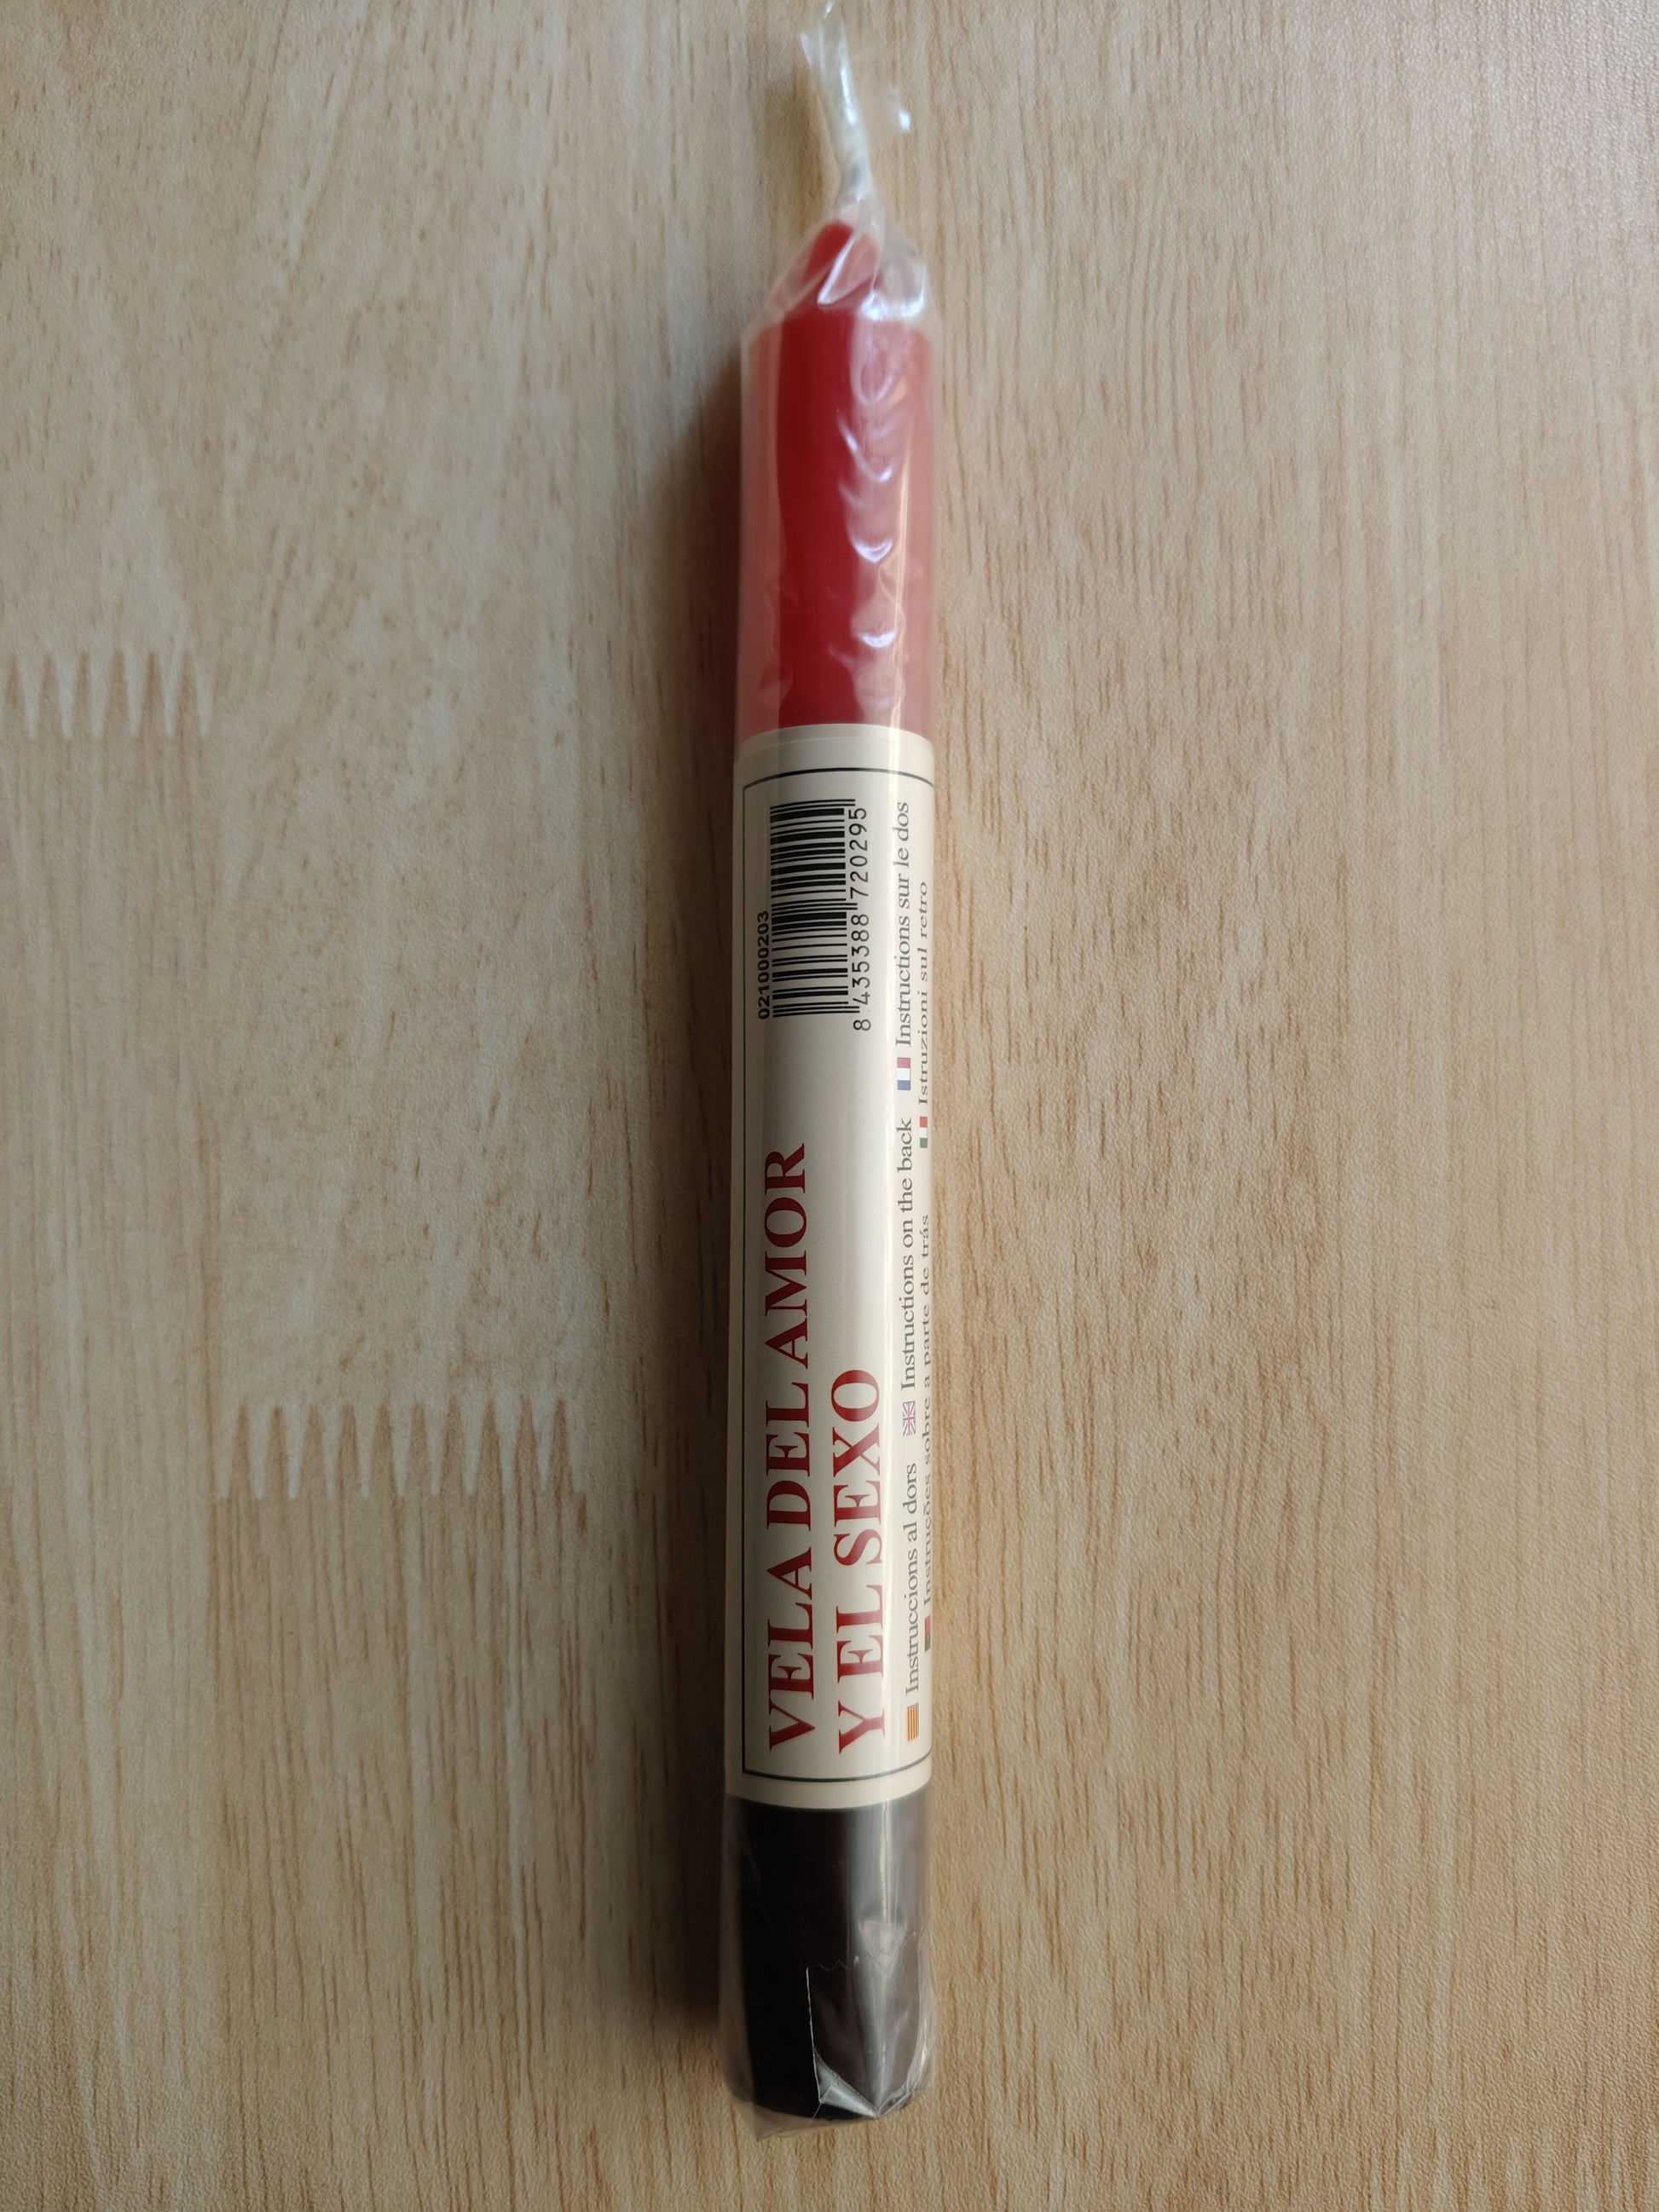 VELA DEL AMOR
Y EL SEXO
021000203
8 435388 720295
Instruccions al dors Instructions on the back Instructions sur le dos
Instruções sobre a parte de trás Istruzioni sul retro